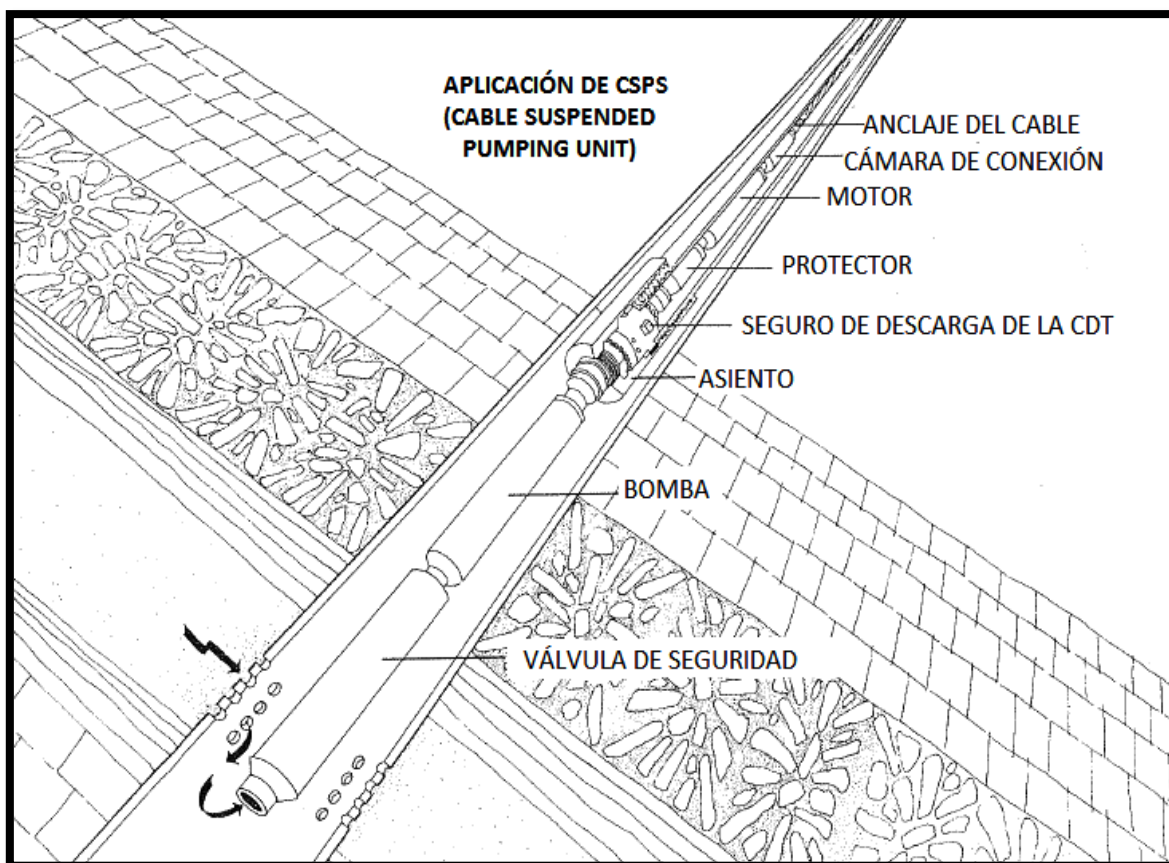 APLICACIÓN DE CSPS
(CABLE SUSPENDED
PUMPING UNIT)
ANCLAJE DEL CABLE
CÁMARA DE CONEXIÓN
MOTOR
PROTECTOR
SEGURO DE DESCARGA DE LA CDT
ASIENTO
BOMBA
VÁLVULA DE SEGURIDAD